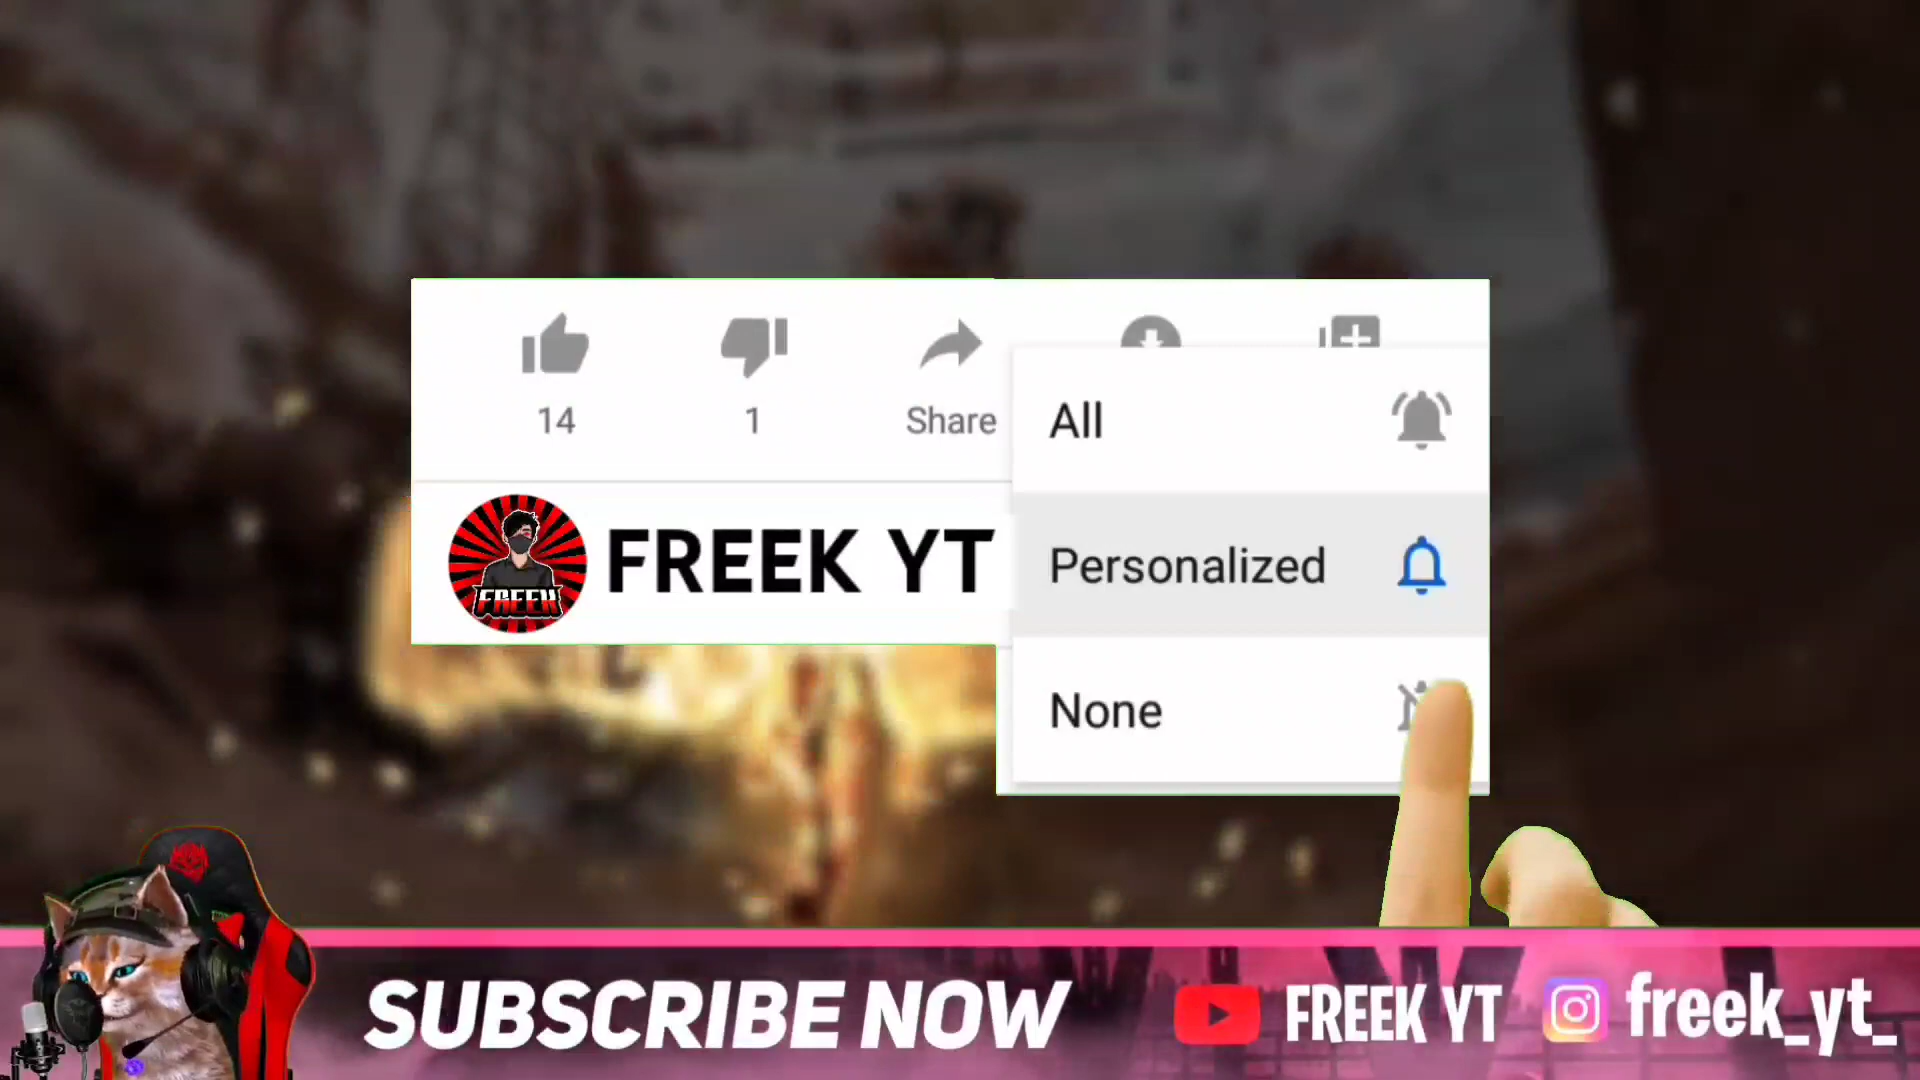 14
1
Share
All
FREEK
FREEK YT
Personalized
None
SUBSCRIBE NOW
FREEK YT
freek_yt_